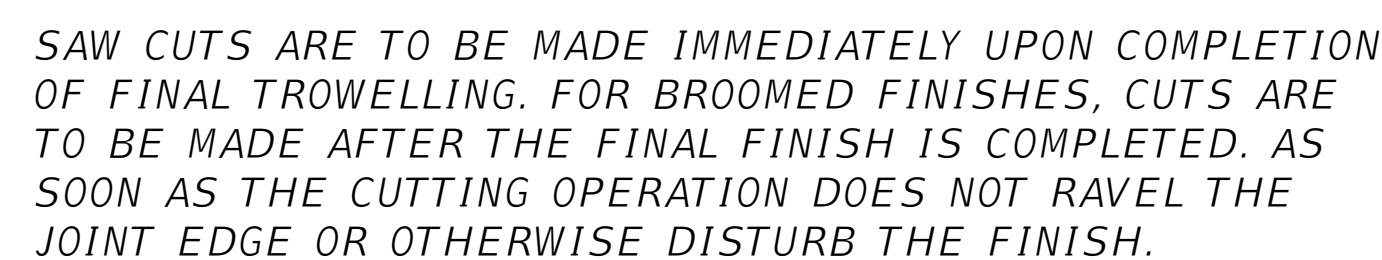 SAW CUTS ARE TO BE MADE IMMEDIATELY UPON COMPLETION
OF FINAL TROWELLING. FOR BROOMED FINISHES, CUTS ARE
TO BE MADE AFTER THE FINAL FINISH IS COMPLETED. AS
SOON AS THE CUTTING OPERATION DOES NOT RAVEL THE
JOINT EDGE OR OTHERWISE DISTURB THE FINISH.